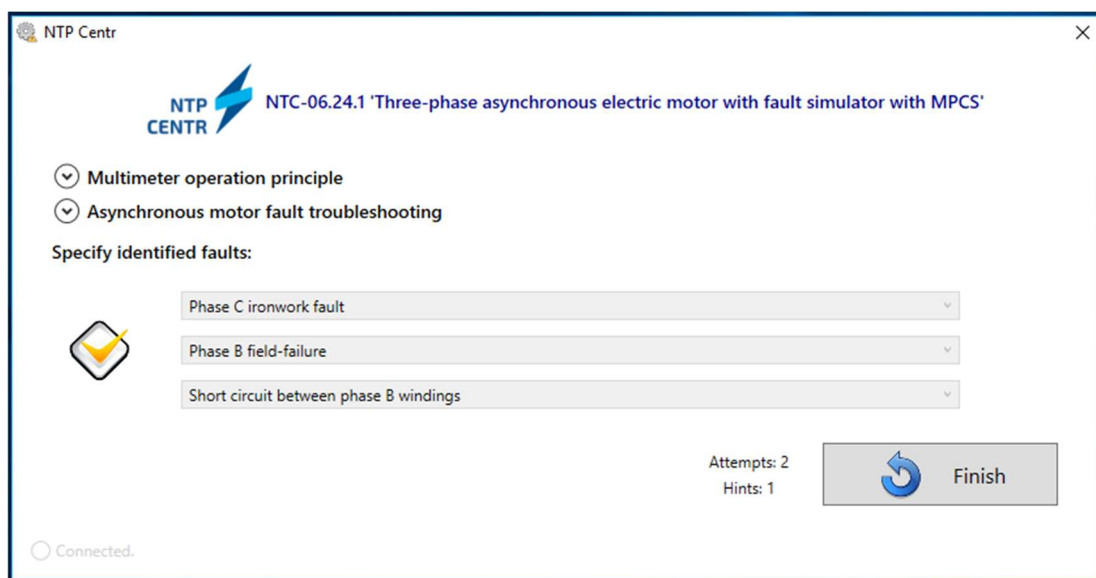 NTP Centr
NTP
CENTR
NTC-06.24.1 'Three-phase asynchronous electric motor with fault simulator with MPCS'
Multimeter operation principle
Asynchronous motor fault troubleshooting
Specify identified faults:
Phase C ironwork fault
Phase B field-failure
Short circuit between phase B windings
Attempts: 2
Hints: 1
Finish
Connected.